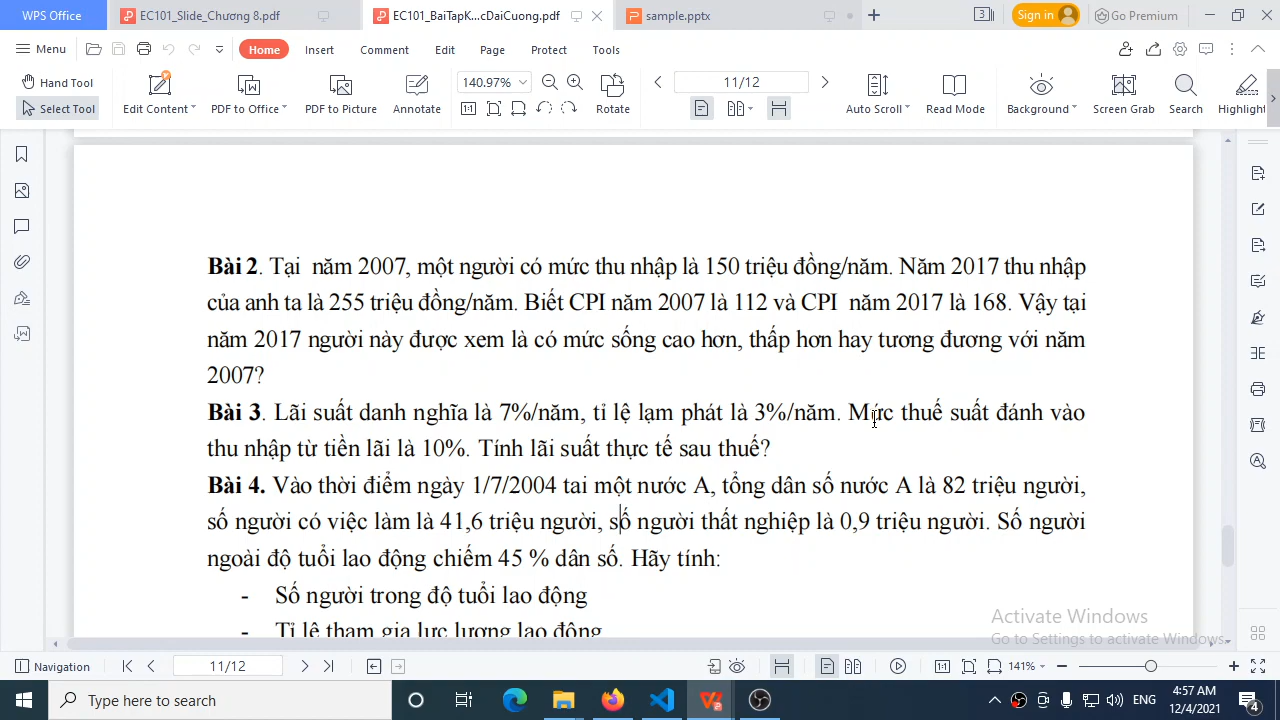 WPS Office
EC101_Slide_Chương 8.pdf
EC101_BaiTapK...cDaiCuong.pdf
sample.pptx
3
Sign in
Go Premium
Menu
Home
Insert
Comment
Edit
Page
Protect
Tools
Hand Tool
Select Tool
Edit Content
PDF to Office
PDF to Picture
Annotate
140.97%
Rotate
11/12
Auto Scroll
Read Mode
Background
Screen Grab
Search
Highlight
Bài 2. Tại năm 2007, một người có mức thu nhập là 150 triệu đồng/năm. Năm 2017 thu nhập
của anh ta là 255 triệu đồng/năm. Biết CPI năm 2007 là 112 và CPI năm 2017 là 168. Vậy tại
năm 2017 người này được xem là có mức sống cao hơn, thấp hơn hay tương đương với năm
2007?
Bài 3. Lãi suất danh nghĩa là 7%/năm, tỉ lệ lạm phát là 3%/năm. Mức thuế suất đánh vào
thu nhập từ tiền lãi là 10%. Tính lãi suất thực tế sau thuế?
Bài 4. Vào thời điểm ngày 1/7/2004 tai một nước A, tổng dân số nước A là 82 triệu người,
số người có việc làm là 41,6 triệu người, số người thất nghiệp là 0,9 triệu người. Số người
ngoài độ tuổi lao động chiếm 45 % dân số. Hãy tính:
- Số người trong độ tuổi lao động
- Tỉ lệ tham gia lực lượng lao động
Activate Windows
Go to Settings to activate Windows.
Navigation
11/12
141%
Type here to search
ENG
4:57 AM
12/4/2021
4